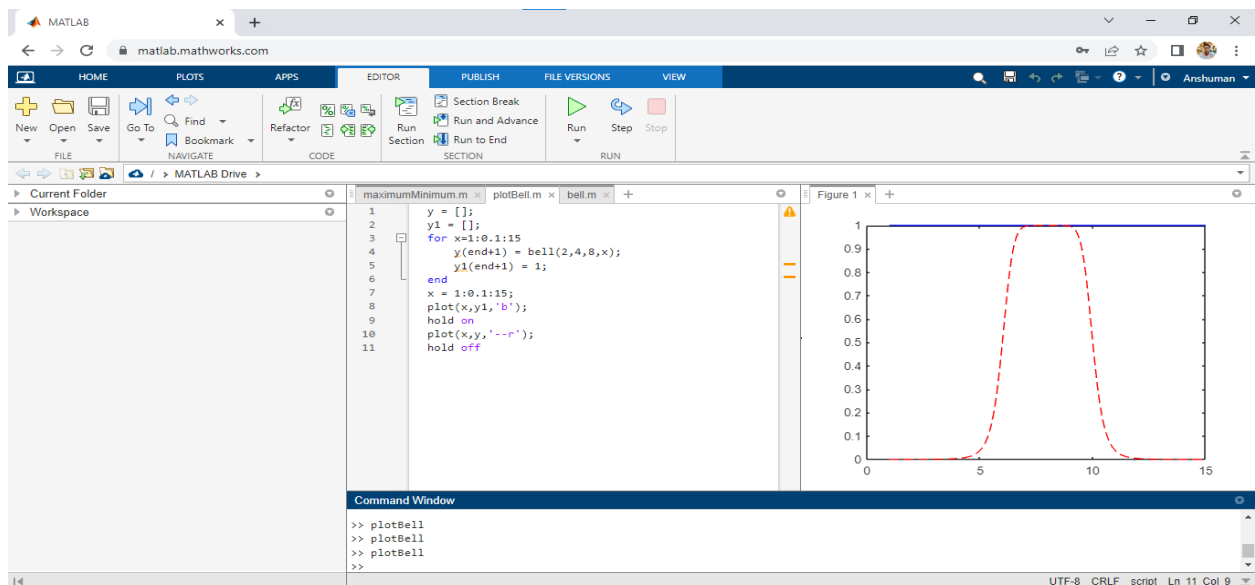 MATLAB
matlab.mathworks.com
HOME PLOTS APPS EDITOR PUBLISH FILE VERSIONS VIEW
Anshuman
New Open Save
FILE
Go To
Find
Bookmark
NAVIGATE
Refactor
CODE
Run
Section
Section Break
Run and Advance
Run to End
SECTION
Run Step Stop
RUN
/ > MATLAB Drive >
Current Folder
Workspace
maximumMinimum.m × plotBell.m × bell.m × +
1 y = [];
2 y1 = [];
3 for x=1:0.1:15
4 y(end+1) = bell(2,4,8,x);
5 y1(end+1) = 1;
6 end
7 x = 1:0.1:15;
8 plot(x,y1,'b');
9 hold on
10 plot(x,y,'--r');
11 hold off
Figure 1 × +
1
0.9
0.8
0.7
0.6
0.5
0.4
0.3
0.2
0.1
0
0 5 10 15
Command Window
>> plotBell
>> plotBell
>> plotBell
>>
UTF-8 CRLF script Ln 11 Col 9